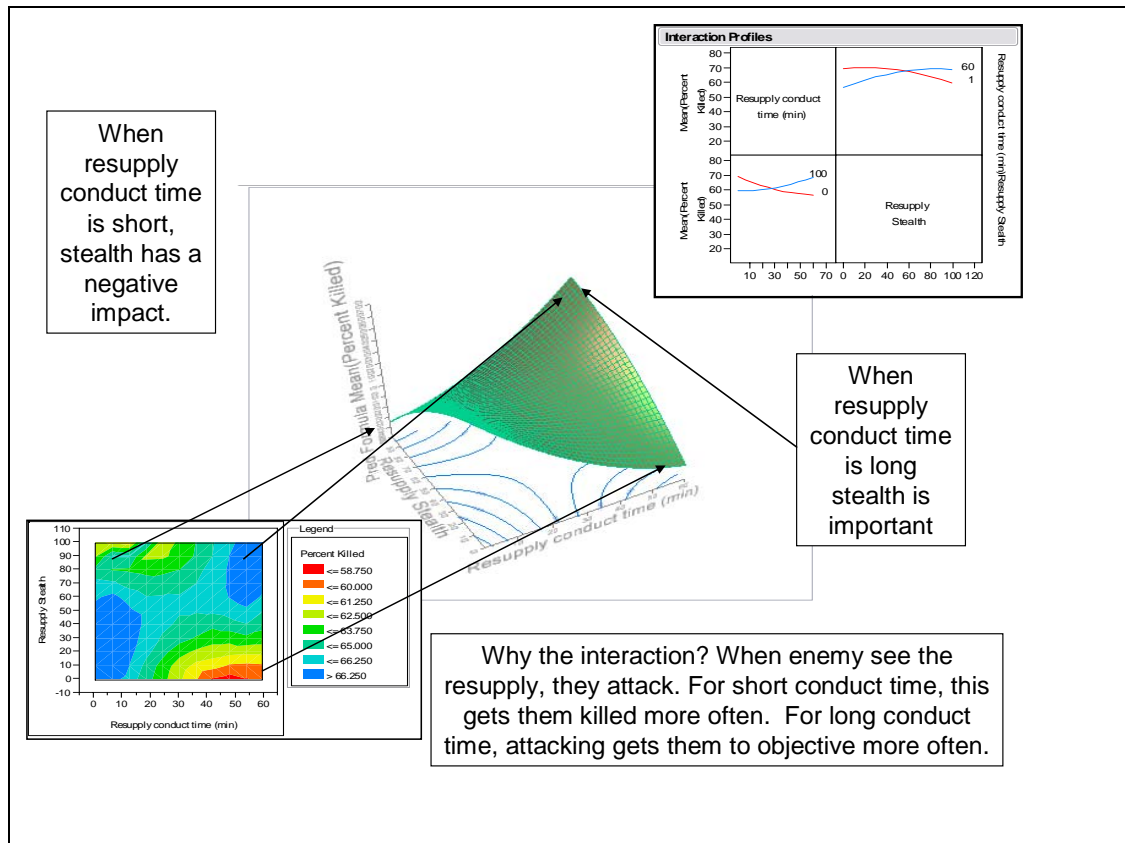 Interaction Profiles
80
70
60
50
40
30
20
Mean(Percent
Killed)
Resupply conduct
time (min)
60
1
Resupply conduct time (min)
80
70
60
50
40
30
20
Mean(Percent
Killed)
100
0
Resupply
Stealth
Resupply Stealth
10 20 30 40 50 60 70
0 20 40 60 80 100 120
When
resupply
conduct time
is short,
stealth has a
negative
impact.
Pred Formula Mean(Percent Killed)
Resupply Stealth
Resupply conduct time (min)
When
resupply
conduct time
is long
stealth is
important
110
100
90
80
70
60
50
40
30
20
10
0
-10
Resupply Stealth
0 10 20 30 40 50 60
Resupply conduct time (min)
Legend
Percent Killed
<= 58.750
<= 60.000
<= 61.250
<= 62.500
<= 63.750
<= 65.000
<= 66.250
> 66.250
Why the interaction? When enemy see the
resupply, they attack. For short conduct time, this
gets them killed more often.  For long conduct
time, attacking gets them to objective more often.